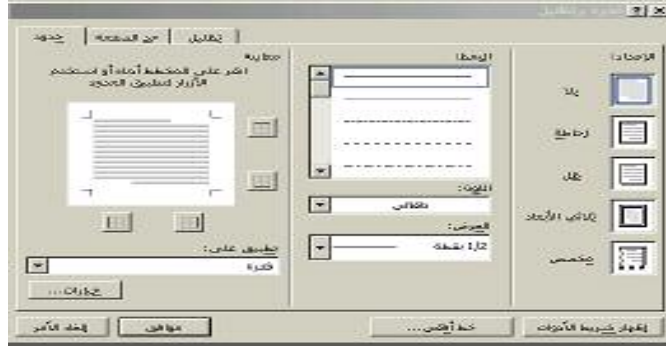 حدود وتظليل
حدود
حد الصفحة
تظليل
الإعداد:
بلا
إحاطة
ظل
ثلاثي الأبعاد
مخصص
النمط:
اللون:
تلقائي
العرض:
1/2 نقطة
معاينة
انقر على المخطط أدناه أو استخدم
الأزرار لتطبيق الحدود
تطبيق على:
فقرة
خيارات...
إظهار شريط الأدوات
خط أفقي...
موافق
إلغاء الأمر